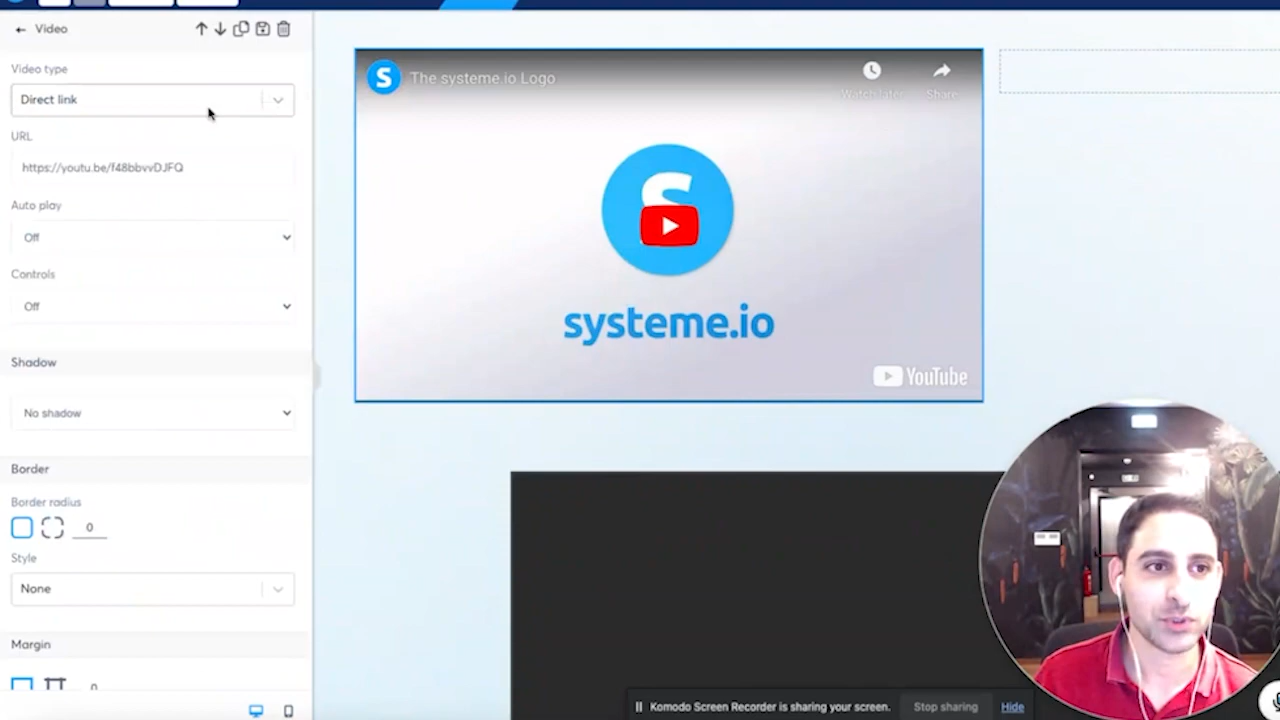 Video
Video type
Direct link
URL
https://youtu.be/f48bbvvDJFQ
Auto play
Off
Controls
Off
Shadow
No shadow
Border
Border radius
0
Style
None
Margin
0
S The systeme.io Logo
Watch later
Share
S
systeme.io
YouTube
Komodo Screen Recorder is sharing your screen.
Stop sharing
Hide